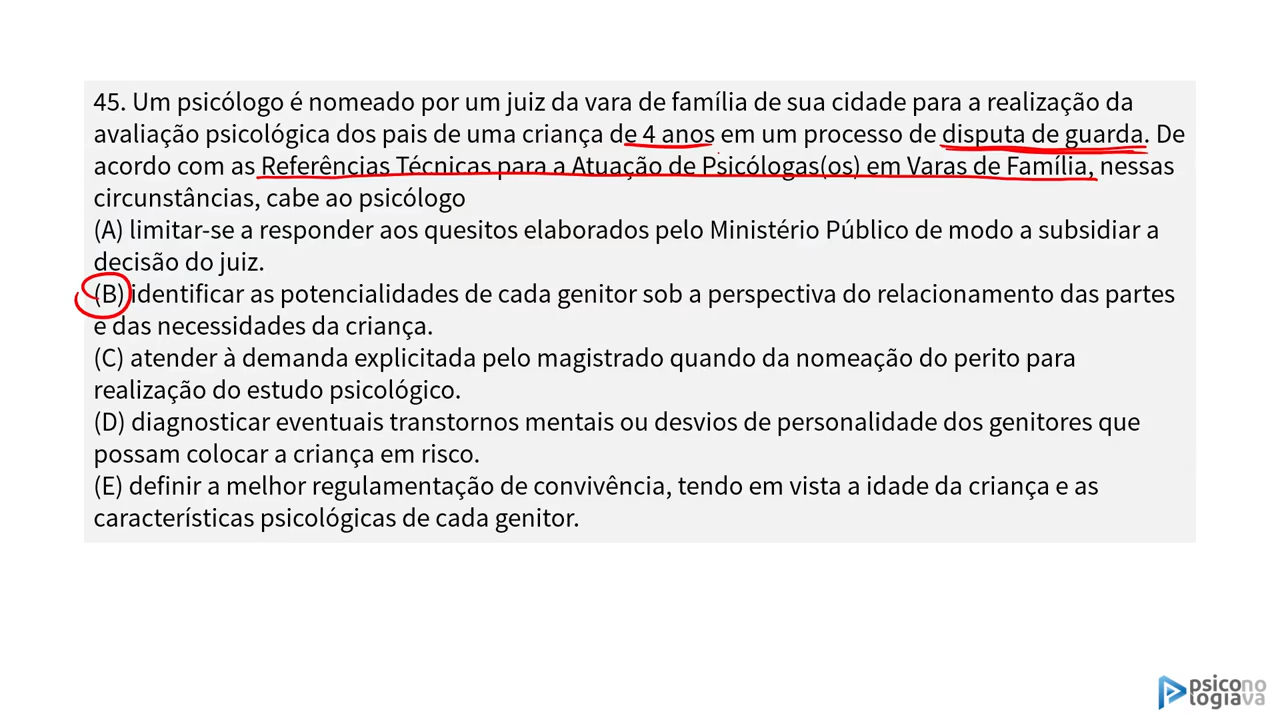 45. Um psicólogo é nomeado por um juiz da vara de família de sua cidade para a realização da
avaliação psicológica dos pais de uma criança de 4 anos em um processo de disputa de guarda. De
acordo com as Referências Técnicas para a Atuação de Psicólogas(os) em Varas de Família, nessas
circunstâncias, cabe ao psicólogo
(A) limitar-se a responder aos quesitos elaborados pelo Ministério Público de modo a subsidiar a
decisão do juiz.
(B) identificar as potencialidades de cada genitor sob a perspectiva do relacionamento das partes
e das necessidades da criança.
(C) atender à demanda explicitada pelo magistrado quando da nomeação do perito para
realização do estudo psicológico.
(D) diagnosticar eventuais transtornos mentais ou desvios de personalidade dos genitores que
possam colocar a criança em risco.
(E) definir a melhor regulamentação de convivência, tendo em vista a idade da criança e as
características psicológicas de cada genitor.
psicono
logiava